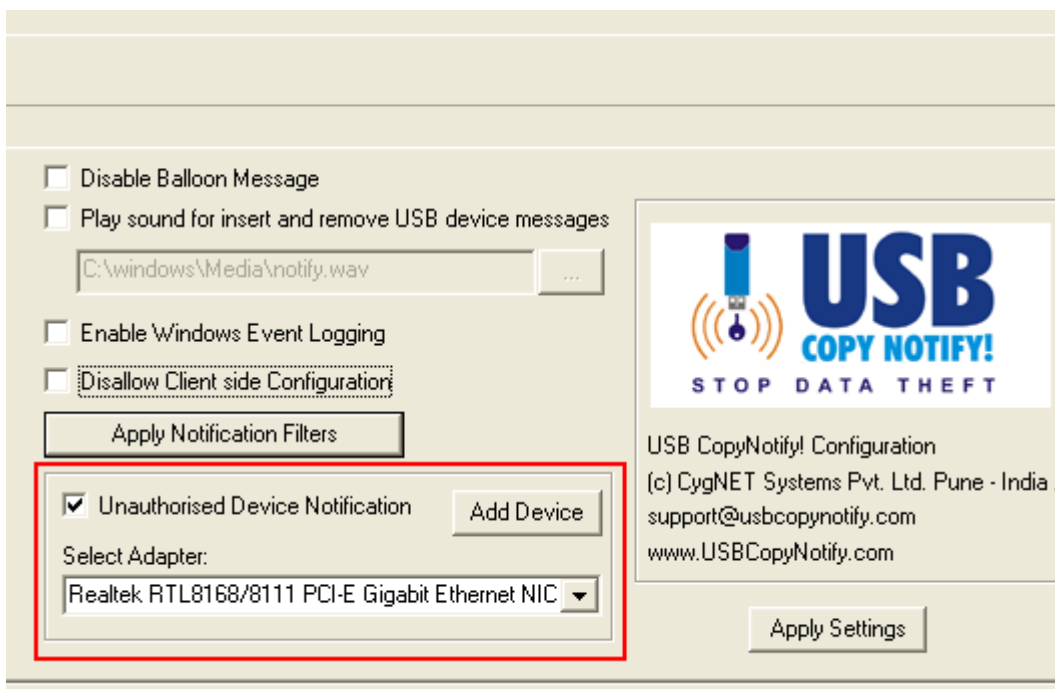 Disable Balloon Message
Play sound for insert and remove USB device messages
C:\windows\Media\notify.wav
...
Enable Windows Event Logging
Disallow Client side Configuration
Apply Notification Filters
Unauthorised Device Notification
Add Device
Select Adapter:
Realtek RTL8168/8111 PCI-E Gigabit Ethernet NIC
USB
COPY NOTIFY!
STOP DATA THEFT
USB CopyNotify! Configuration
(c) CygNET Systems Pvt. Ltd. Pune - India
support@usbcopynotify.com
www.USBCopyNotify.com
Apply Settings